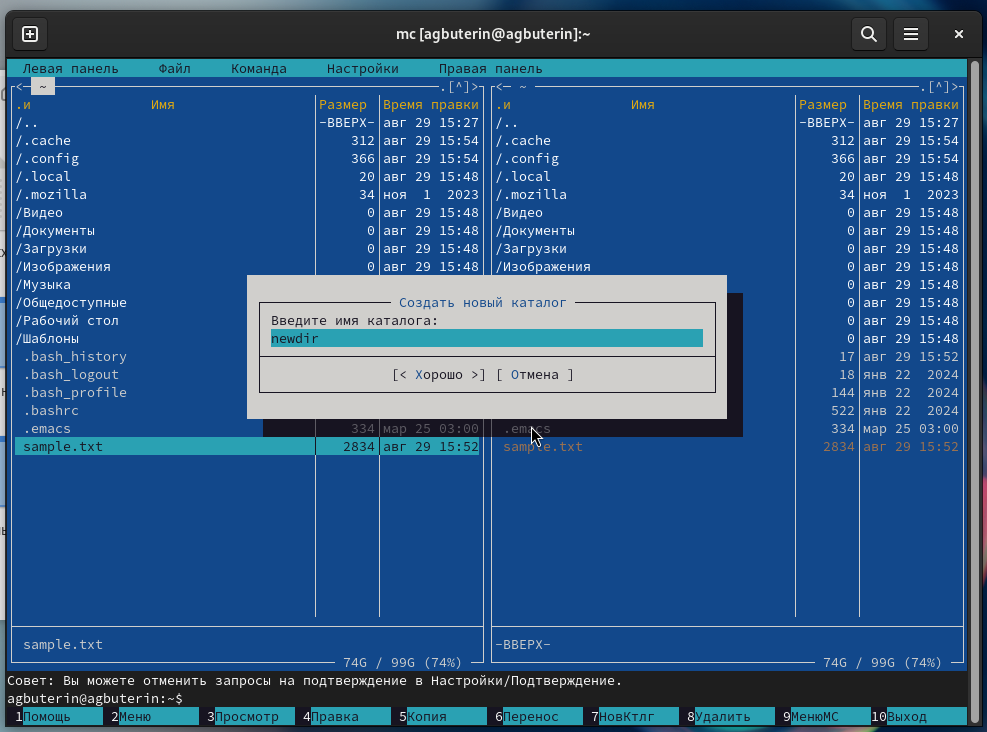 mc [agbuterin@agbuterin]:~
Левая панель Файл Команда Настройки Правая панель
<─ ~ .[^]> <─ ~ .[^]>
.и Имя Размер Время правки .и Имя Размер Время правки
/.. -ВВЕРХ- авг 29 15:27 /.. -ВВЕРХ- авг 29 15:27
/.cache 312 авг 29 15:54 /.cache 312 авг 29 15:54
/.config 366 авг 29 15:54 /.config 366 авг 29 15:54
/.local 20 авг 29 15:48 /.local 20 авг 29 15:48
/.mozilla 34 ноя 1 2023 /.mozilla 34 ноя 1 2023
/Видео 0 авг 29 15:48 /Видео 0 авг 29 15:48
/Документы 0 авг 29 15:48 /Документы 0 авг 29 15:48
/Загрузки 0 авг 29 15:48 /Загрузки 0 авг 29 15:48
/Изображения 0 авг 29 15:48 /Изображения 0 авг 29 15:48
/Музыка 0 авг 29 15:48
/Общедоступные Создать новый каталог 0 авг 29 15:48
/Рабочий стол Введите имя каталога: 0 авг 29 15:48
/Шаблоны newdir 0 авг 29 15:48
.bash_history 17 авг 29 15:52
.bash_logout [< Хорошо >] [ Отмена ] 18 янв 22 2024
.bash_profile 144 янв 22 2024
.bashrc 522 янв 22 2024
.emacs 334 мар 25 03:00 .emacs 334 мар 25 03:00
sample.txt 2834 авг 29 15:52 sample.txt 2834 авг 29 15:52
sample.txt -ВВЕРХ-
74G / 99G (74%) 74G / 99G (74%)
Совет: Вы можете отменить запросы на подтверждение в Настройки/Подтверждение.
agbuterin@agbuterin:~$
1Помощь 2Меню 3Просмотр 4Правка 5Копия 6Перенос 7НовКтлг 8Удалить 9МенюМС 10Выход